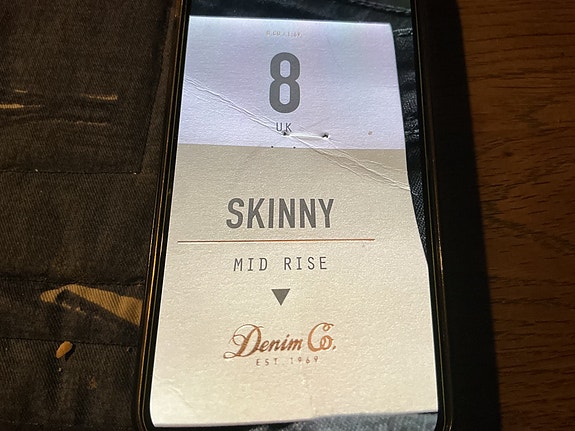 8
UK
SKINNY
MID RISE
Denim Co.
EST 1969